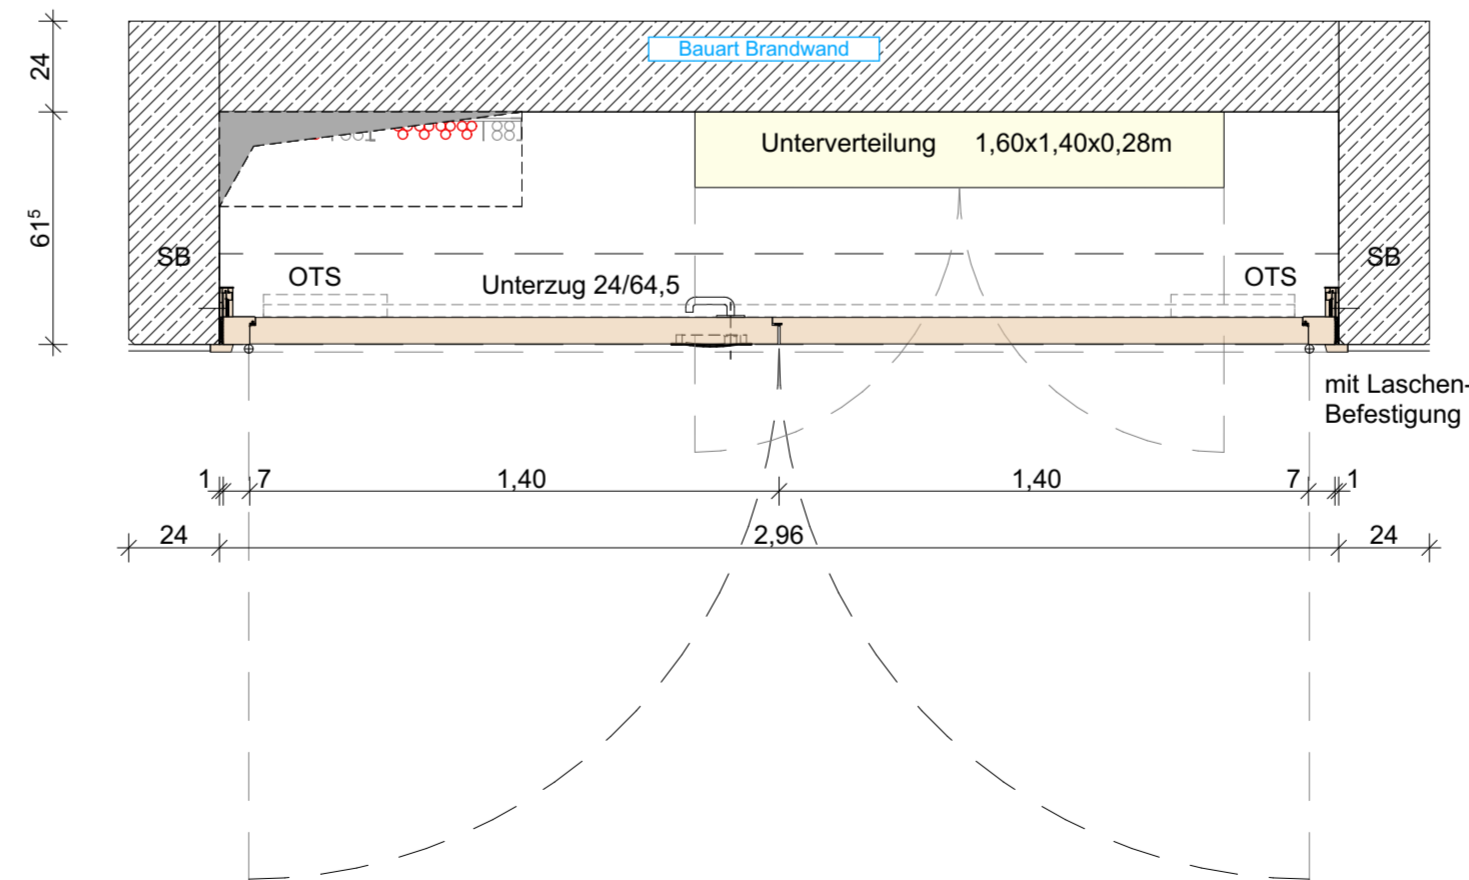 Bauart Brandwand
24
Unterverteilung 1,60x1,40x0,28m
61⁵
SB
SB
OTS
Unterzug 24/64,5
OTS
mit Laschen-
Befestigung
1 7 1,40 1,40 7 1
24 2,96 24